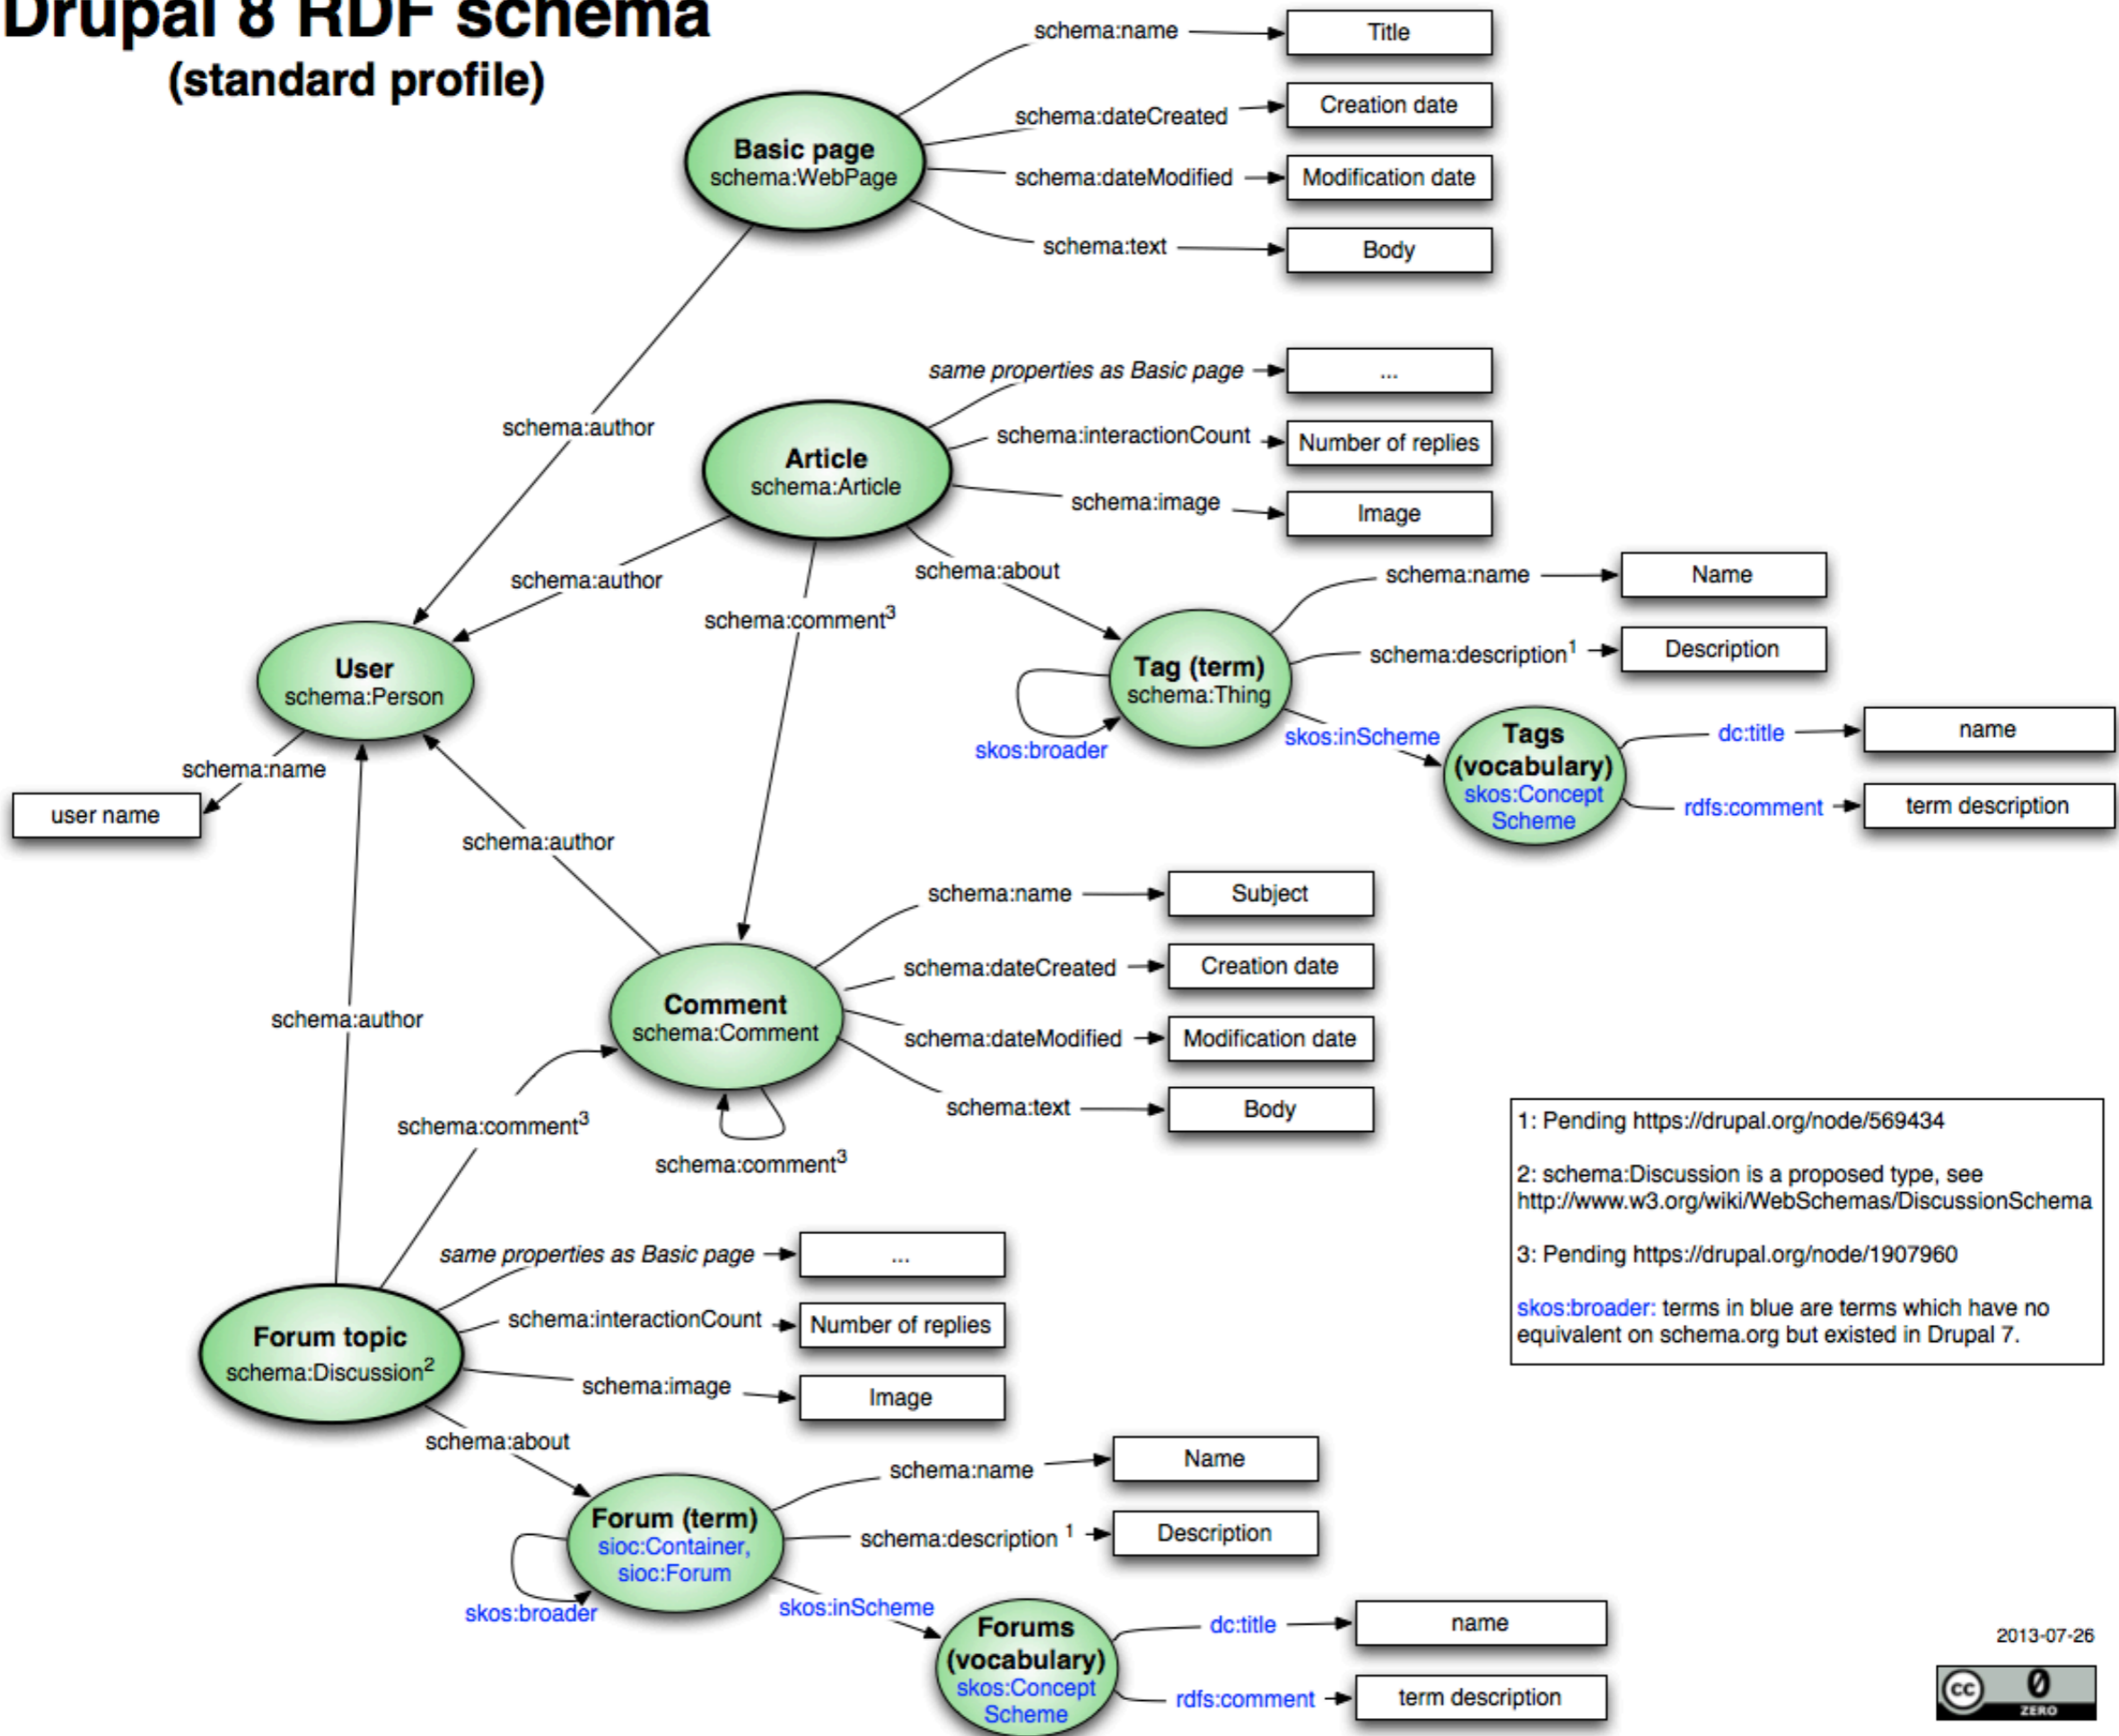 Drupal 8 RDF schema
(standard profile)
schema:name
Title
schema:dateCreated
Creation date
Basic page
schema:WebPage
schema:dateModified
Modification date
schema:text
Body
schema:author
same properties as Basic page
...
schema:interactionCount
Number of replies
Article
schema:Article
schema:image
Image
schema:author
schema:about
schema:comment3
schema:name
Name
schema:description1
Description
User
schema:Person
Tag (term)
schema:Thing
skos:broader
skos:inScheme
Tags
(vocabulary)
skos:Concept
Scheme
dc:title
name
rdfs:comment
term description
schema:name
user name
schema:author
schema:name
Subject
schema:dateCreated
Creation date
Comment
schema:Comment
schema:dateModified
Modification date
schema:text
Body
schema:author
schema:comment3
schema:comment3
1: Pending https://drupal.org/node/569434
2: schema:Discussion is a proposed type, see
http://www.w3.org/wiki/WebSchemas/DiscussionSchema
3: Pending https://drupal.org/node/1907960
skos:broader: terms in blue are terms which have no
equivalent on schema.org but existed in Drupal 7.
same properties as Basic page
...
schema:interactionCount
Number of replies
Forum topic
schema:Discussion2
schema:image
Image
schema:about
schema:name
Name
Forum (term)
sioc:Container,
sioc:Forum
schema:description 1
Description
skos:broader
skos:inScheme
Forums
(vocabulary)
skos:Concept
Scheme
dc:title
name
rdfs:comment
term description
2013-07-26
cc
0
ZERO